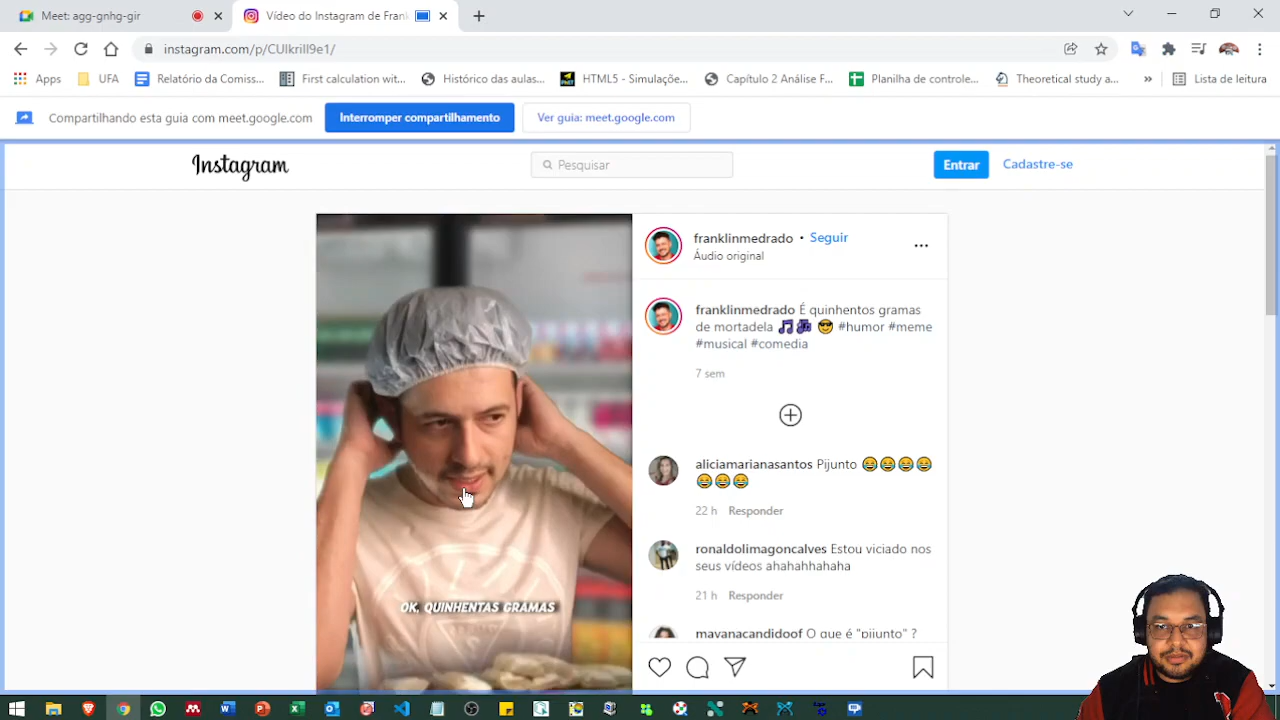 Meet: agg-gnhg-gir
Vídeo do Instagram de Fran
instagram.com/p/CUlkrill9e1/
Apps
UFA
Relatório da Comiss...
First calculation wit...
Histórico das aulas...
HTML5 - Simulaçõe...
Capítulo 2 Análise F...
Planilha de controle...
Theoretical study a...
»
Lista de leitura
Compartilhando esta guia com meet.google.com
Interromper compartilhamento
Ver guia: meet.google.com
Instagram
Pesquisar
Entrar
Cadastre-se
franklinmedrado • Seguir
Áudio original
franklinmedrado É quinhentos gramas
de mortadela 🎵🎶 😎 #humor #meme
#musical #comedia
7 sem
aliciamarianasantos Pijunto 😂😂😂😂
😂😂😂
22 h Responder
ronaldolimagoncalves Estou viciado nos
seus vídeos ahahahhahaha
21 h Responder
mayanacandidoof O que é "pijunto" ?
OK, QUINHENTAS GRAMAS